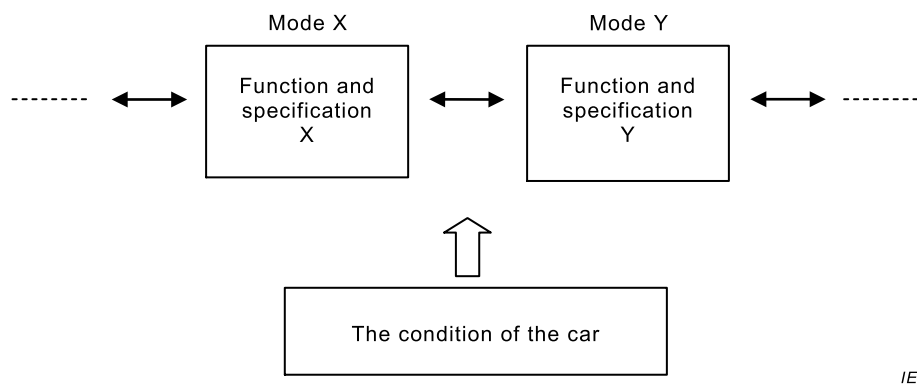 Mode X
Mode Y
Function and
specification
X
Function and
specification
Y
The condition of the car
IE